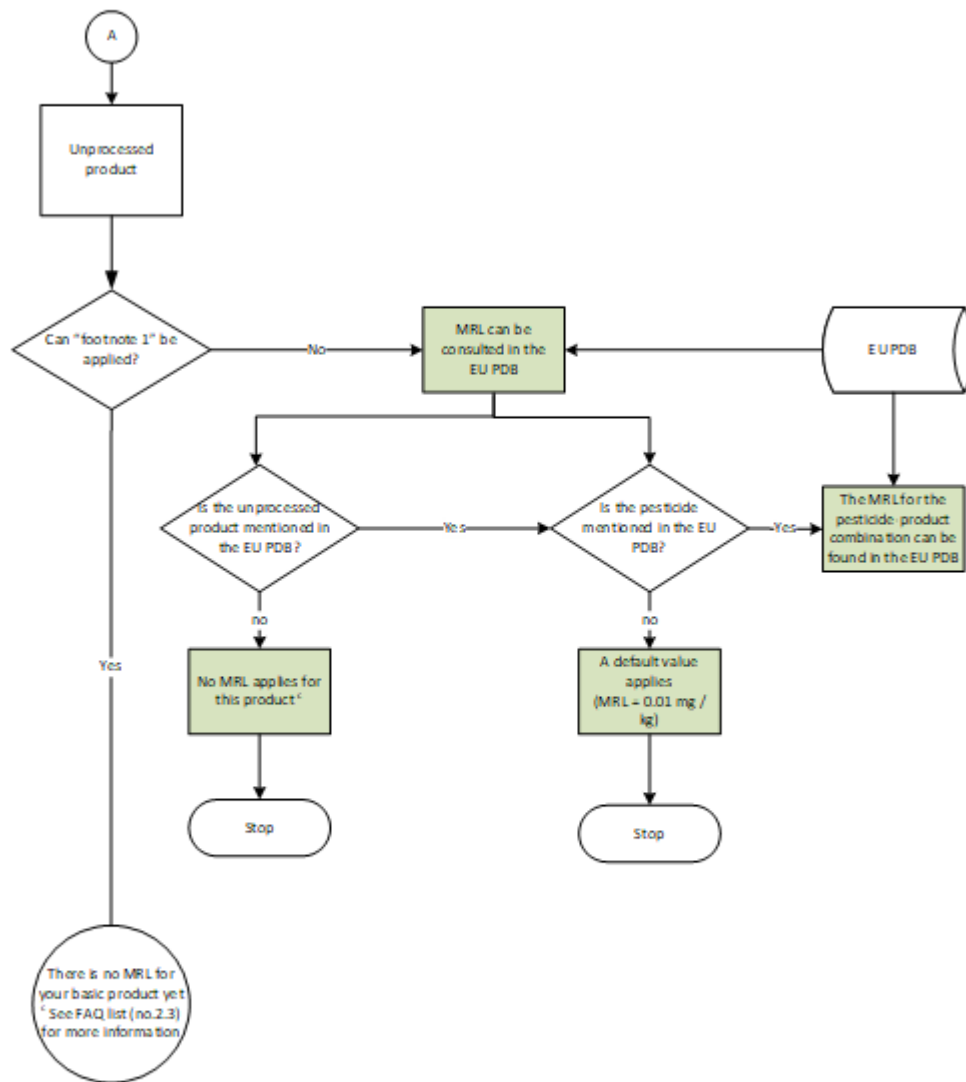 A
Unprocessed
product
Can "footnote 1" be
applied?
No
MRL can be
consulted in the
EU PDB
EU PDB
Is the unprocessed
product mentioned in
the EU PDB?
Yes
Is the pesticide
mentioned in the EU
PDB?
Yes
The MRL for the
pesticide-product
combination can be
found in the EU PDB
no
no
Yes
No MRL applies for
this product ᶜ
A default value
applies
(MRL = 0.01 mg /
kg)
Stop
Stop
There is no MRL for
your basic product yet
ᶜ See FAQ list (no.2.3)
for more information